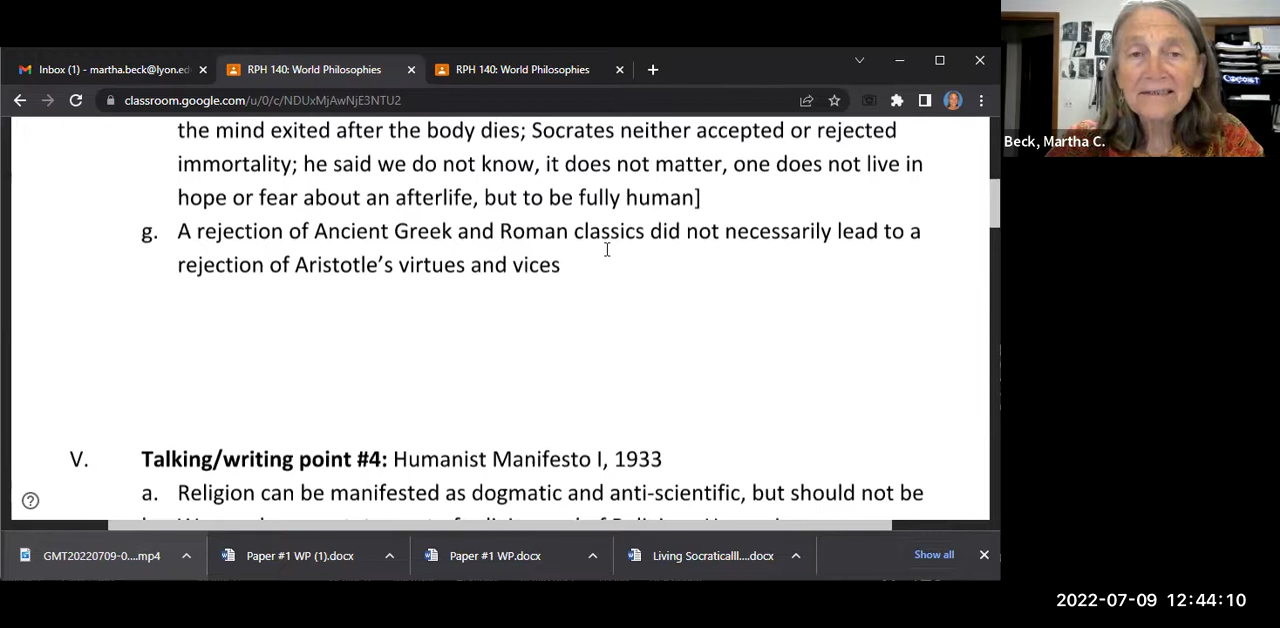 Inbox (1) - martha.beck@lyon.ed
RPH 140: World Philosophies
RPH 140: World Philosophies
classroom.google.com/u/0/c/NDUxMjAwNjE3NTU2
Beck, Martha C.
the mind exited after the body dies; Socrates neither accepted or rejected
immortality; he said we do not know, it does not matter, one does not live in
hope or fear about an afterlife, but to be fully human]
g. A rejection of Ancient Greek and Roman classics did not necessarily lead to a
rejection of Aristotle's virtues and vices
V. Talking/writing point #4: Humanist Manifesto I, 1933
a. Religion can be manifested as dogmatic and anti-scientific, but should not be
GMT20220709-0....mp4
Paper #1 WP (1).docx
Paper #1 WP.docx
Living Socraticalll....docx
Show all
2022-07-09 12:44:10